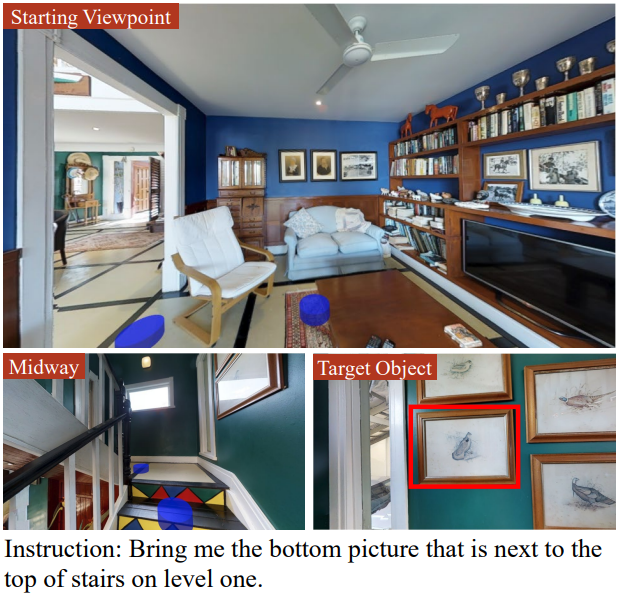 Starting Viewpoint
Midway
Target Object
Instruction: Bring me the bottom picture that is next to the
top of stairs on level one.